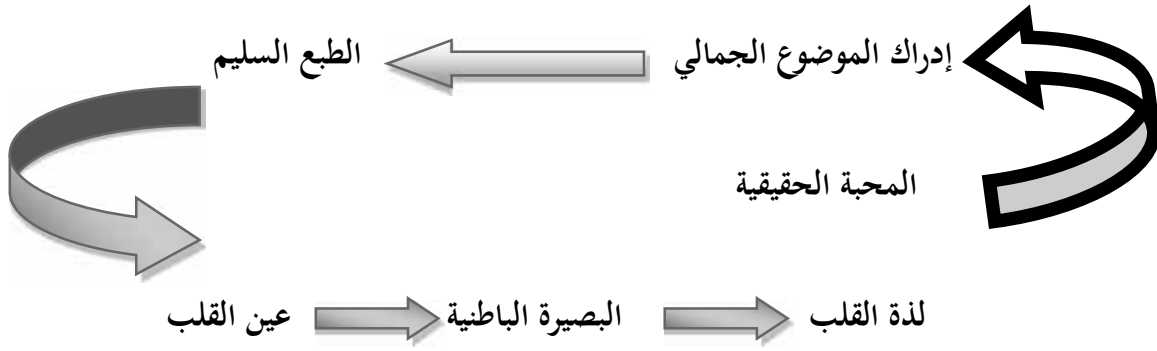 إدراك الموضوع الجمالي الطبع السليم
المحبة الحقيقية
لذة القلب البصيرة الباطنية عين القلب